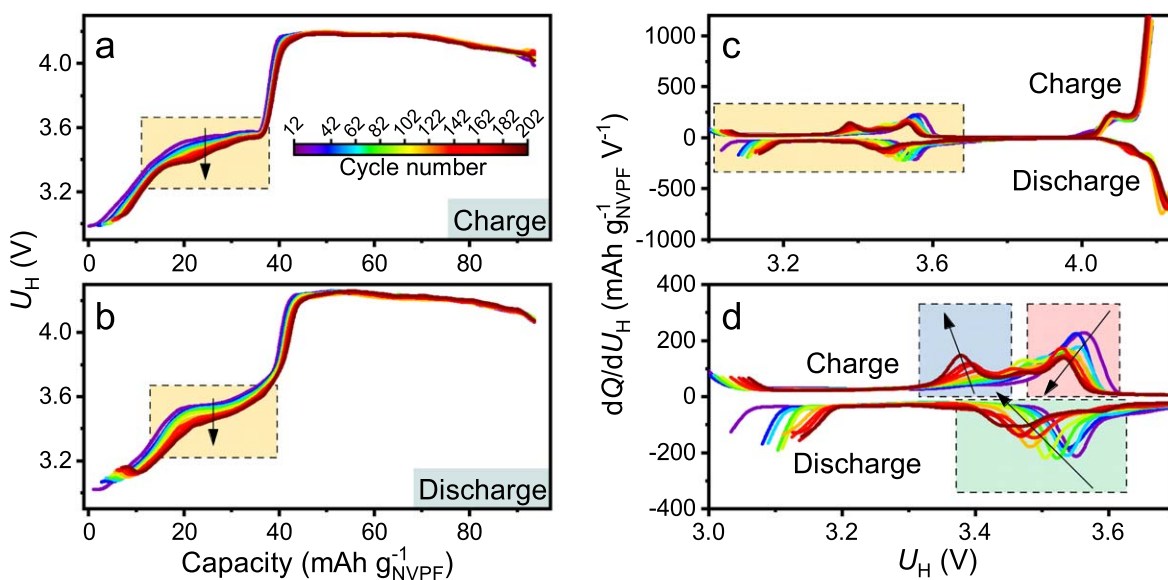 a
4.0
3.6
3.2
12 42 62 82 102 122 142 162 182 202
Cycle number
Charge
0 20 40 60 80
U_H (V)
b
4.0
3.6
3.2
Discharge
0 20 40 60 80
Capacity (mAh g⁻¹_NVPF)
c
1000
500
0
-500
-1000
Charge
Discharge
3.2 3.6 4.0
dQ/dU_H (mAh g⁻¹_NVPF V⁻¹)
d
400
200
0
-200
-400
Charge
Discharge
3.0 3.2 3.4 3.6
U_H (V)